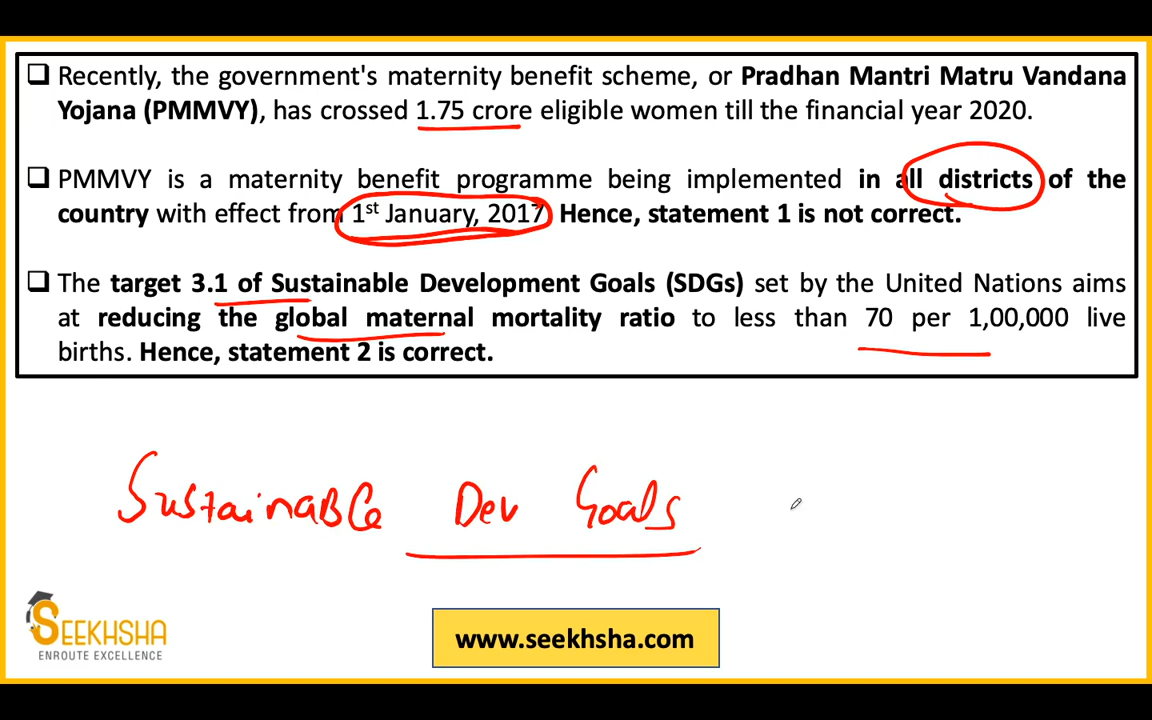 ❑ Recently, the government's maternity benefit scheme, or Pradhan Mantri Matru Vandana
Yojana (PMMVY), has crossed 1.75 crore eligible women till the financial year 2020.
❑ PMMVY is a maternity benefit programme being implemented in all districts of the
country with effect from 1st January, 2017. Hence, statement 1 is not correct.
❑ The target 3.1 of Sustainable Development Goals (SDGs) set by the United Nations aims
at reducing the global maternal mortality ratio to less than 70 per 1,00,000 live
births. Hence, statement 2 is correct.
Sustainable Dev Goals
SEEKHSHA
ENROUTE EXCELLENCE
www.seekhsha.com